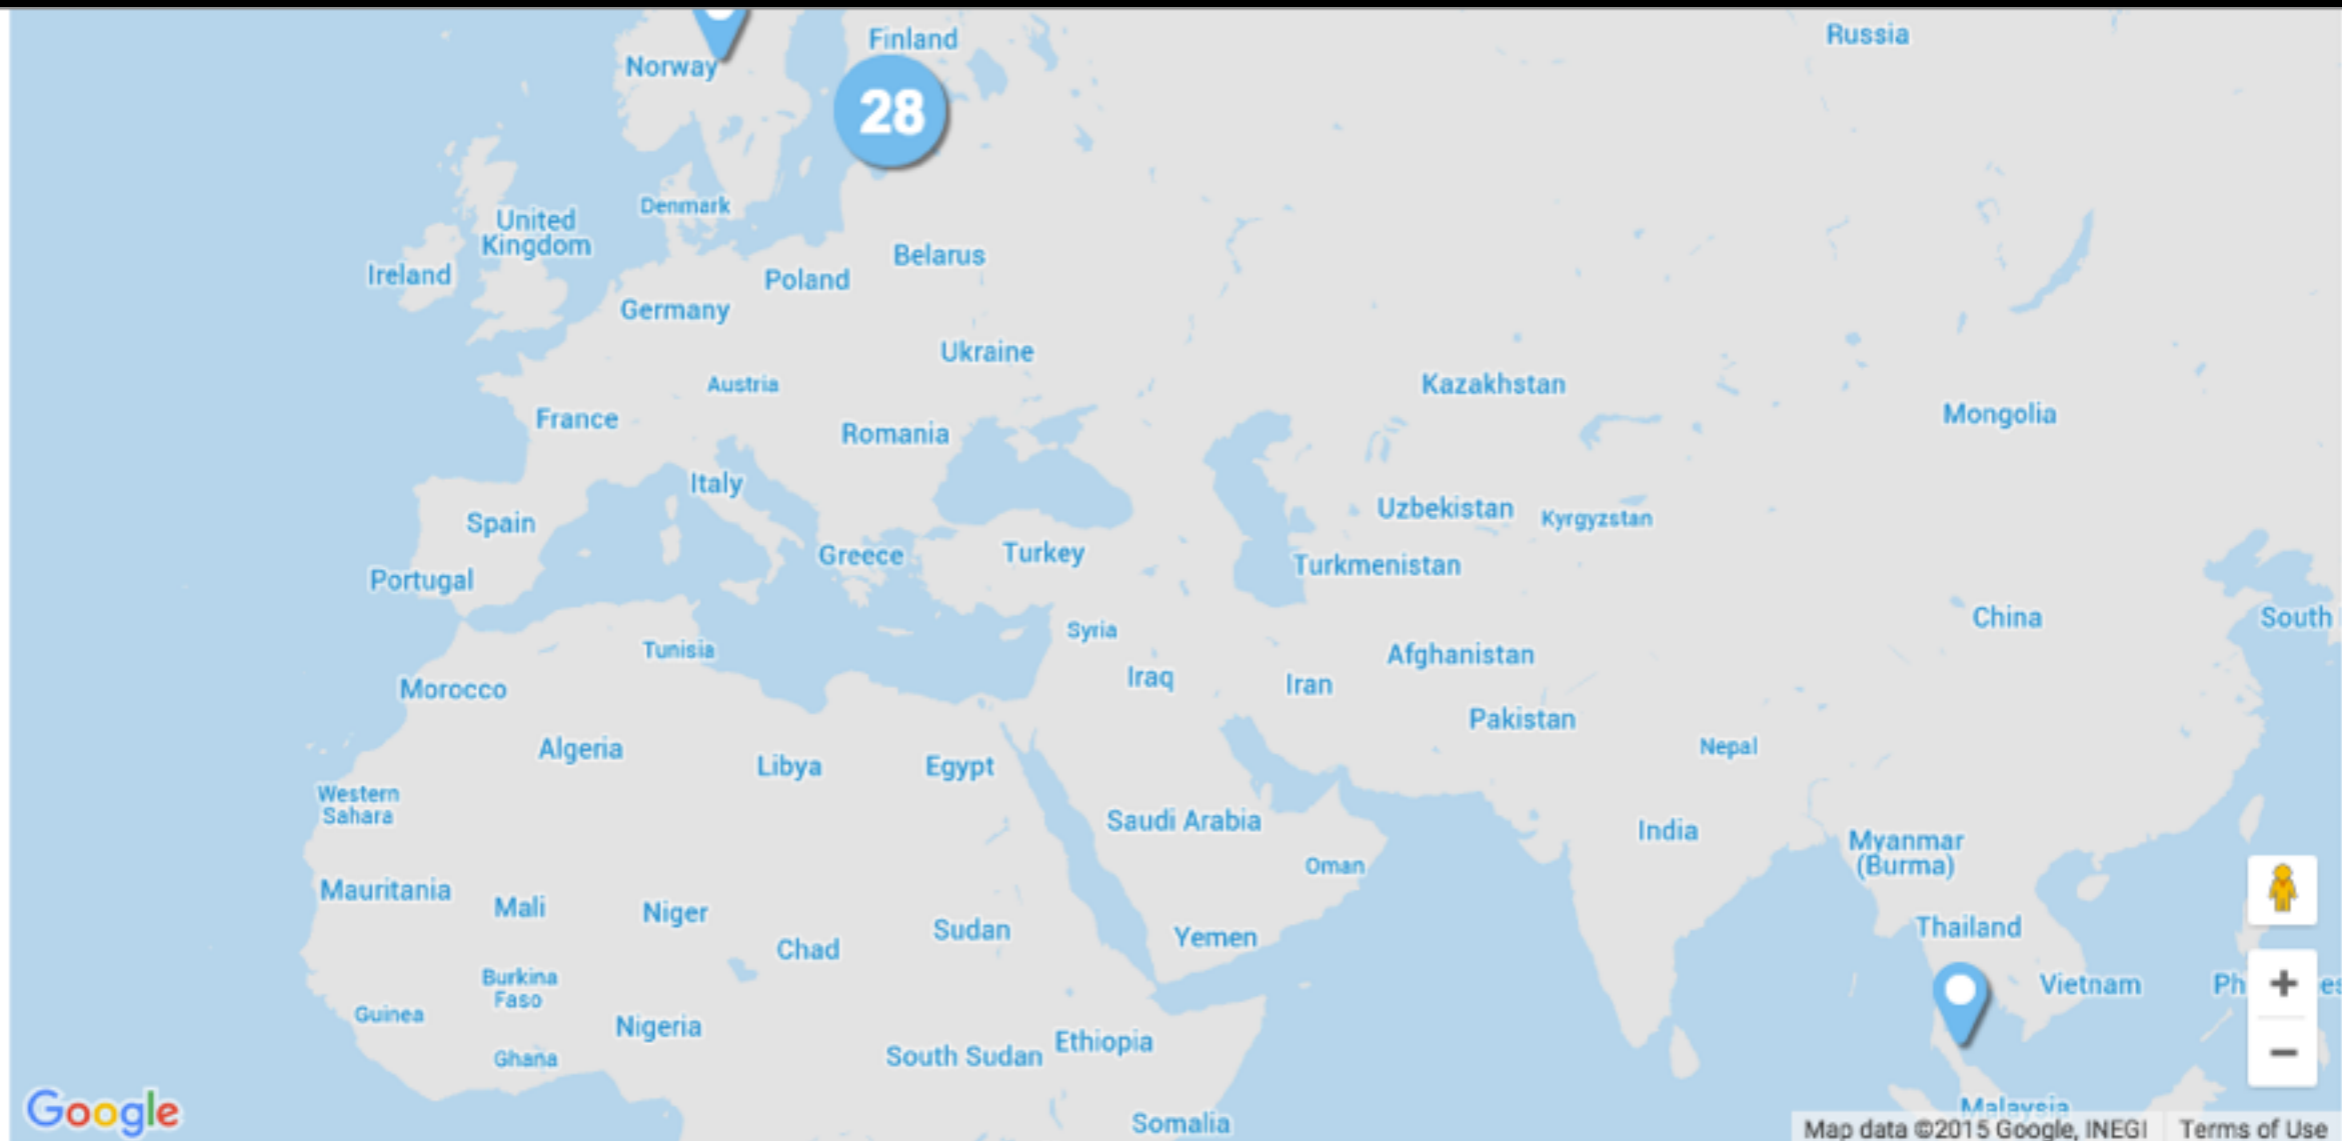 Finland
Russia
Norway
28
Denmark
United
Kingdom
Ireland
Belarus
Poland
Germany
Ukraine
Austria
Kazakhstan
France
Romania
Mongolia
Italy
Spain
Uzbekistan
Kyrgyzstan
Greece
Turkey
Turkmenistan
Portugal
China
South
Syria
Tunisia
Afghanistan
Iraq
Iran
Morocco
Pakistan
Algeria
Nepal
Libya
Egypt
Western
Sahara
Saudi Arabia
India
Myanmar
(Burma)
Oman
Mauritania
Mali
Niger
Sudan
Thailand
Chad
Yemen
Burkina
Faso
Vietnam
Ph
es
+
Guinea
Nigeria
Ethiopia
South Sudan
Ghana
−
Google
Malaysia
Somalia
Map data ©2015 Google, INEGI
Terms of Use